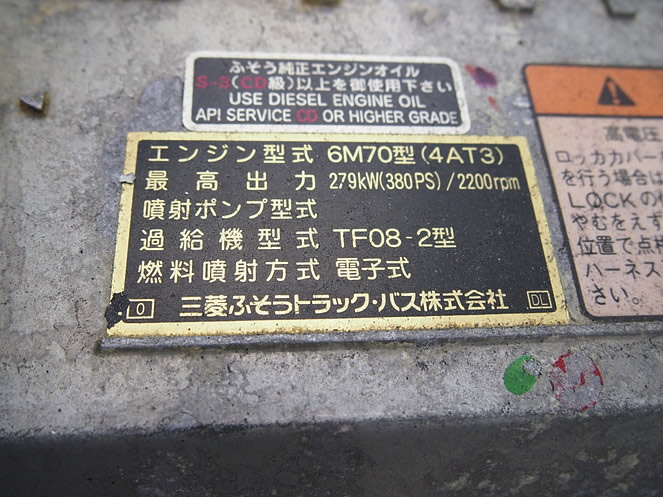 ふそう純正エンジンオイル
S-3(CD級)以上を御使用下さい
USE DIESEL ENGINE OIL
API SERVICE CD OR HIGHER GRADE
エンジン型式 6M70型(4AT3)
最高出力 279kW(380PS)/2200rpm
噴射ポンプ型式
過給機型式 TF08-2型
燃料噴射方式 電子式
0 三菱ふそうトラック・バス株式会社 DL
高電圧
ロッカカバー
を行う場合は
LOCKの
やむをえず
位置で点検
ハーネス
さい。